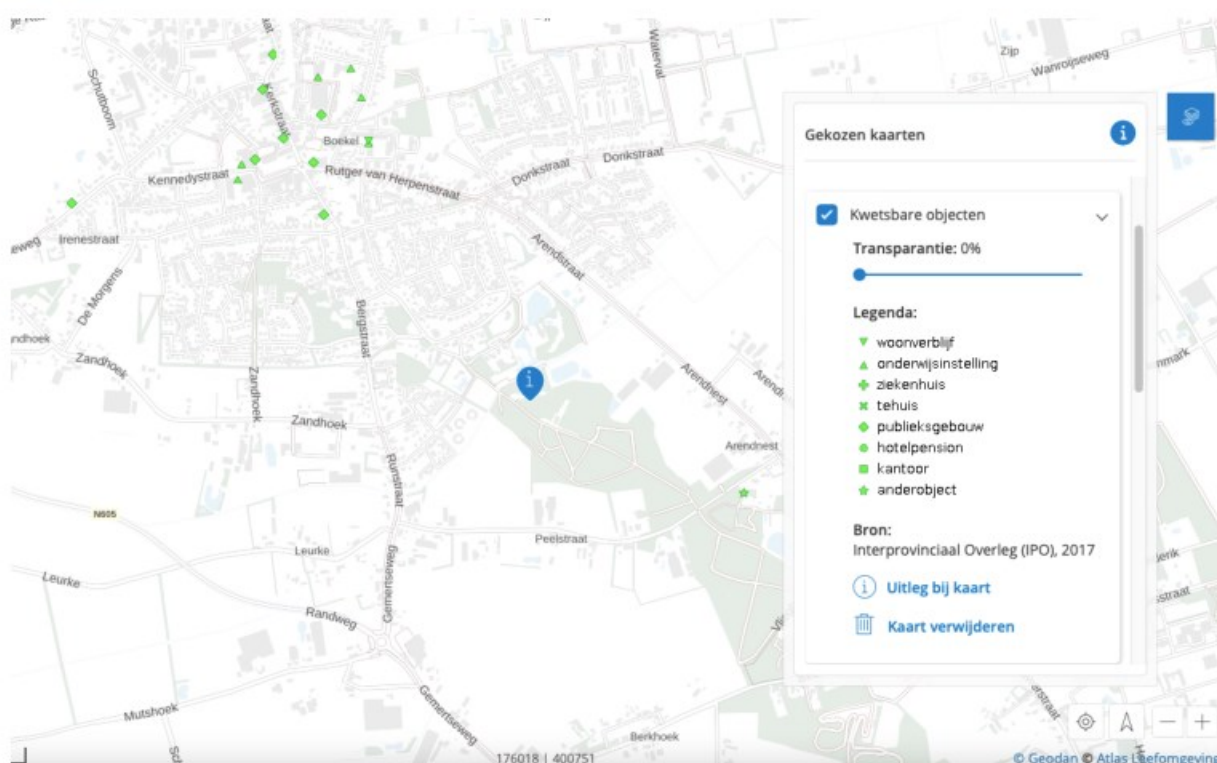 Zijp
Wanroijseweg
Waterval
Schutboom
Kerkstraat
Boekel
Donkstraat
Donkstraat
Kennedystraat
Rutger van Herpenstraat
Irenestraat
Arendstraat
De Morgens
Bergstraat
Zandhoek
Zandhoek
Zandhoek
Arendnest
Arendnest
Runstraat
N605
Leurke
Peelstraat
Leurke
Gemertseweg
Randweg
Mutshoek
Gemertseweg
Berkhoek
176018 | 400751
Gekozen kaarten
Kwetsbare objecten
Transparantie: 0%
Legenda:
woonverblijf
onderwijsinstelling
ziekenhuis
tehuis
publieksgebouw
hotelpension
kantoor
anderobject
Bron:
Interprovinciaal Overleg (IPO), 2017
Uitleg bij kaart
Kaart verwijderen
© Geodan © Atlas Leefomgeving